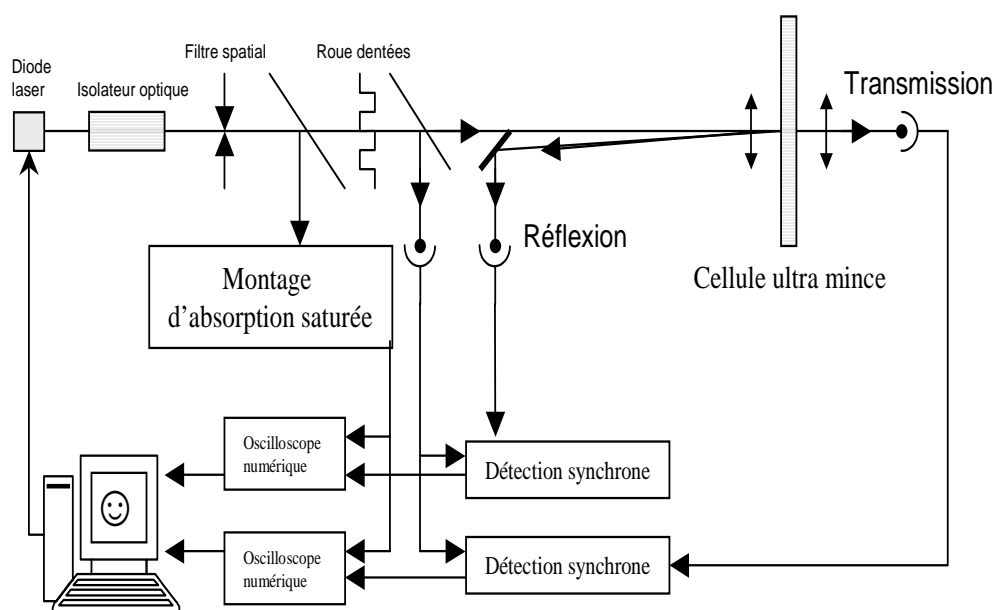 Filtre spatial
Roue dentées
Diode
laser
Isolateur optique
Transmission
Réflexion
Cellule ultra mince
Montage
d’absorption saturée
Oscilloscope
numérique
Détection synchrone
Oscilloscope
numérique
Détection synchrone